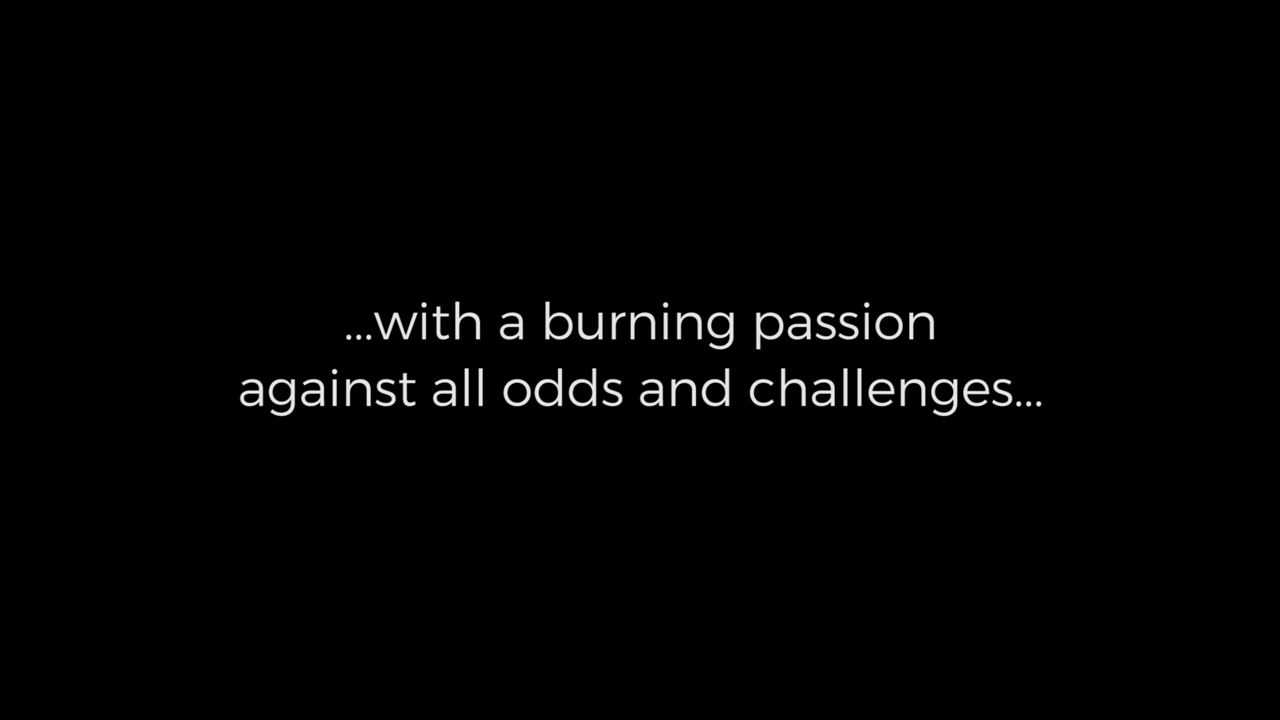 ...with a burning passion
against all odds and challenges...